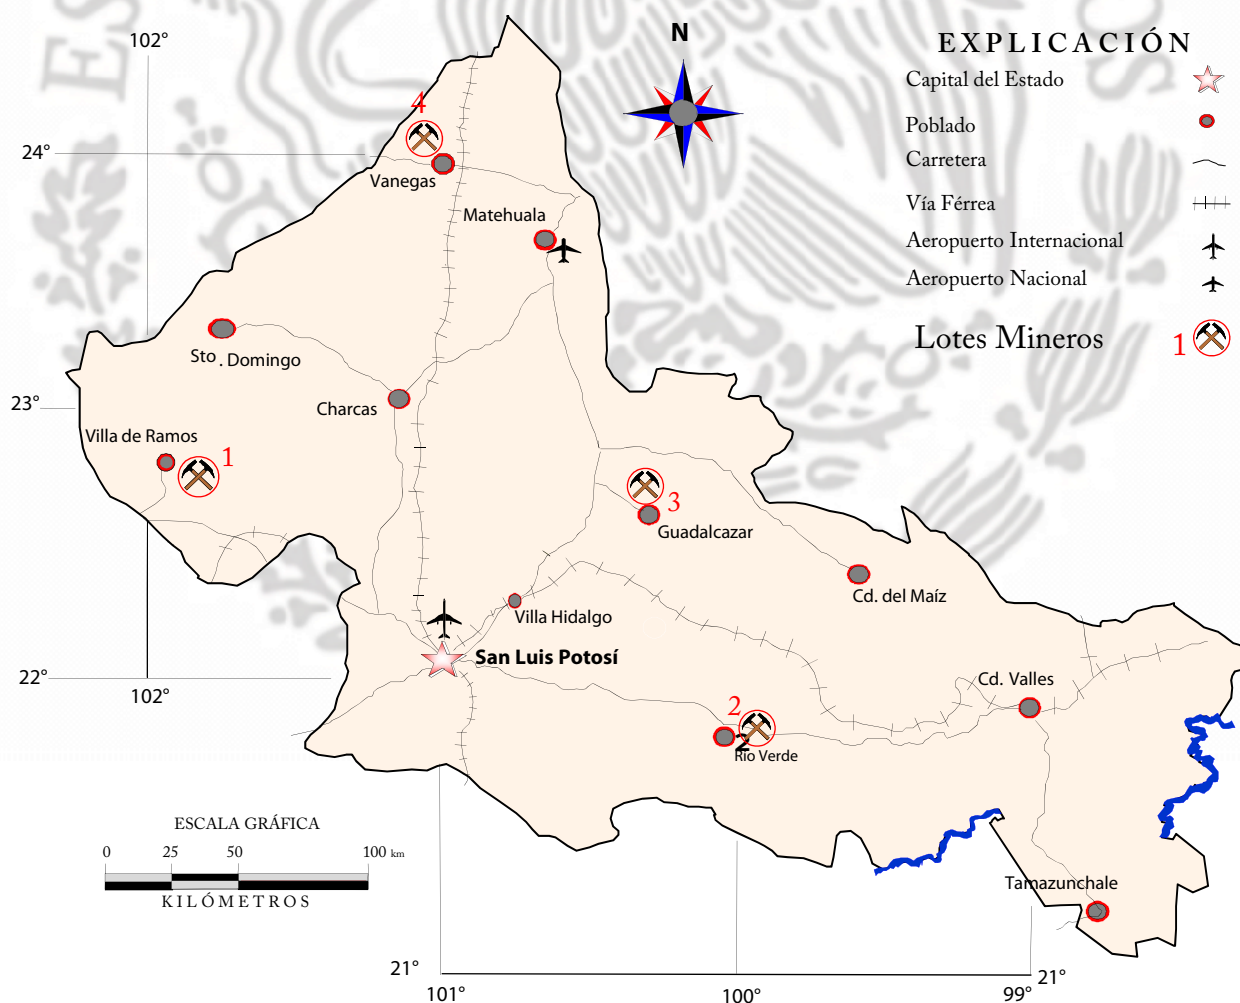 102°
N
EXPLICACIÓN
Capital del Estado
Poblado
Carretera
Vía Férrea
Aeropuerto Internacional
Aeropuerto Nacional
Lotes Mineros 1
4
24°
Vanegas
Matehuala
Sto . Domingo
23°
Charcas
Villa de Ramos
1
3
Guadalcazar
Cd. del Maíz
Villa Hidalgo
San Luis Potosí
22°
102°
Cd. Valles
2
2
Rio Verde
ESCALA GRÁFICA
0 25 50 100 km
KILÓMETROS
Tamazunchale
21°
21°
101°
100°
99°